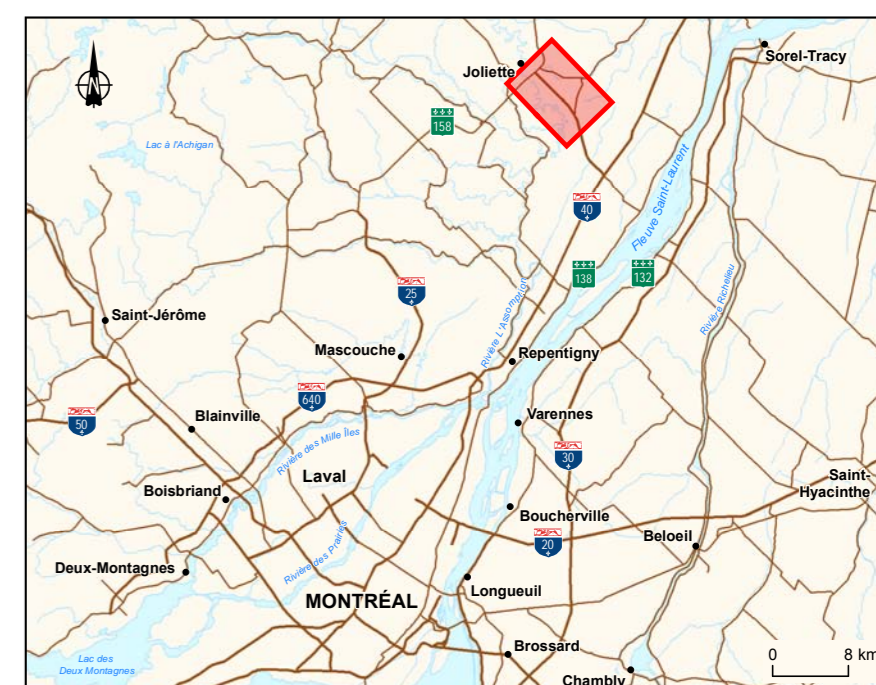 N
Sorel-Tracy
Joliette
158
Lac à l'Achigan
40
Fleuve Saint-Laurent
138
132
25
Rivière L'Assomption
Rivière Richelieu
Saint-Jérôme
Mascouche
Repentigny
640
50
Blainville
Varennes
Rivière des Mille Îles
30
Laval
Saint-
Hyacinthe
Boisbriand
Boucherville
20
Beloeil
Rivière des Prairies
Deux-Montagnes
Longueuil
MONTRÉAL
Brossard
Lac des
Deux Montagnes
0 8 km
Chambly